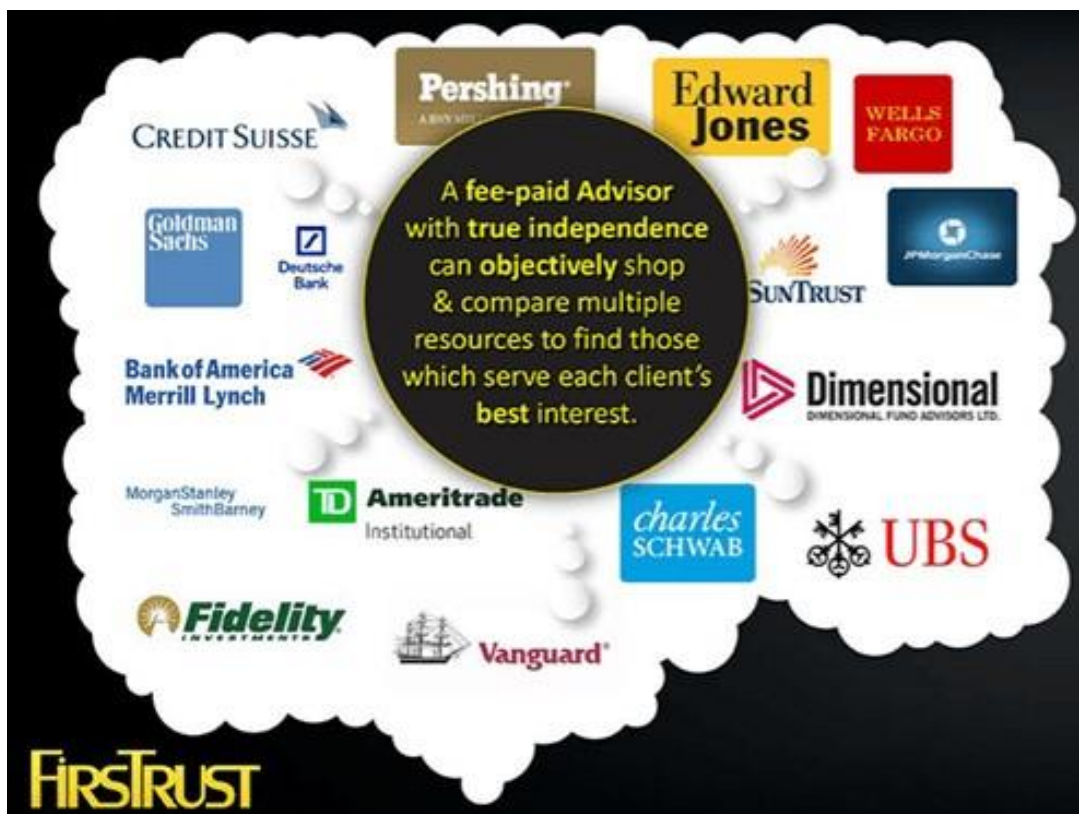 Pershing
Edward
Jones
WELLS
FARGO
CREDIT SUISSE
A fee-paid Advisor
with true independence
can objectively shop
& compare multiple
resources to find those
which serve each client's
best interest.
Goldman
Sachs
Deutsche
Bank
SUNTRUST
JPMorganChase
Bank of America
Merrill Lynch
Dimensional
DIMENSIONAL FUND ADVISORS LTD.
MorganStanley
SmithBarney
TD Ameritrade
Institutional
charles
SCHWAB
UBS
Fidelity
INVESTMENTS
Vanguard
FIRSTRUST